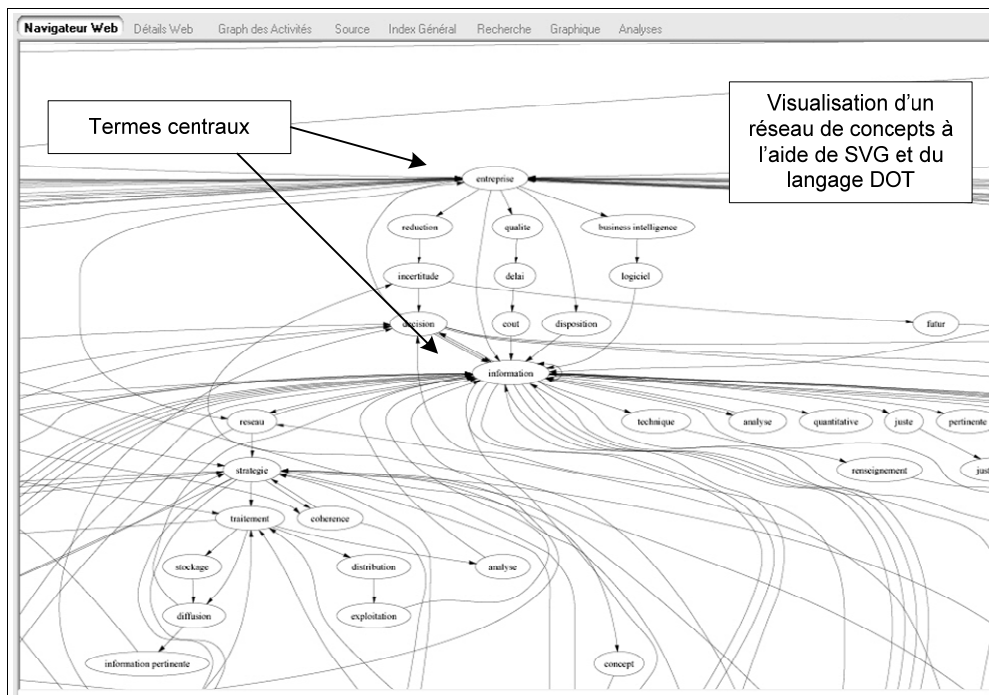 Navigateur Web Détails Web Graph des Activités Source Index Général Recherche Graphique Analyses
Termes centraux
Visualisation d'un
réseau de concepts à
l'aide de SVG et du
langage DOT
entreprise
reduction qualite business intelligence
incertitude delai logiciel
decision cout disposition futur
information
reseau technique analyse quantitative juste pertinente
strategie renseignement just
traitement coherence
stockage distribution analyse
diffusion exploitation
information pertinente concept